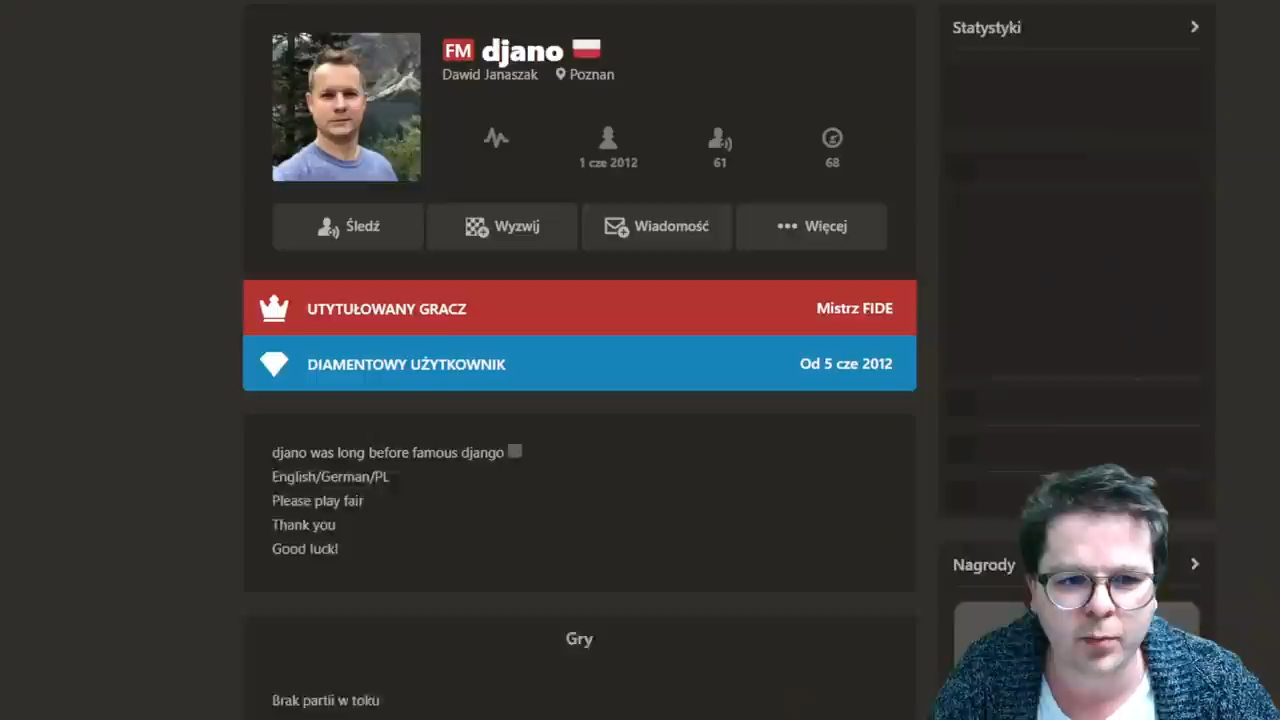 FM djano
Dawid Janaszak Poznan
1 cze 2012
61
68
Śledź
Wyzwij
Wiadomość
Więcej
UTYTUŁOWANY GRACZ
Mistrz FIDE
DIAMENTOWY UŻYTKOWNIK
Od 5 cze 2012
djano was long before famous django
English/German/PL
Please play fair
Thank you
Good luck!
Gry
Brak partii w toku
Statystyki
Nagrody